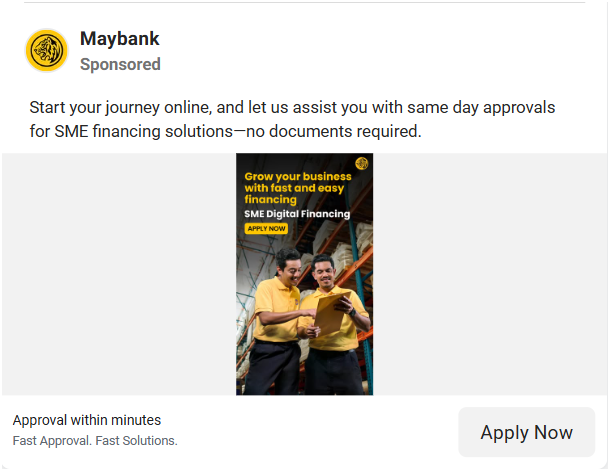 Maybank
Sponsored
Start your journey online, and let us assist you with same day approvals
for SME financing solutions—no documents required.
Grow your business
with fast and easy
financing
SME Digital Financing
APPLY NOW
Approval within minutes
Fast Approval. Fast Solutions.
Apply Now